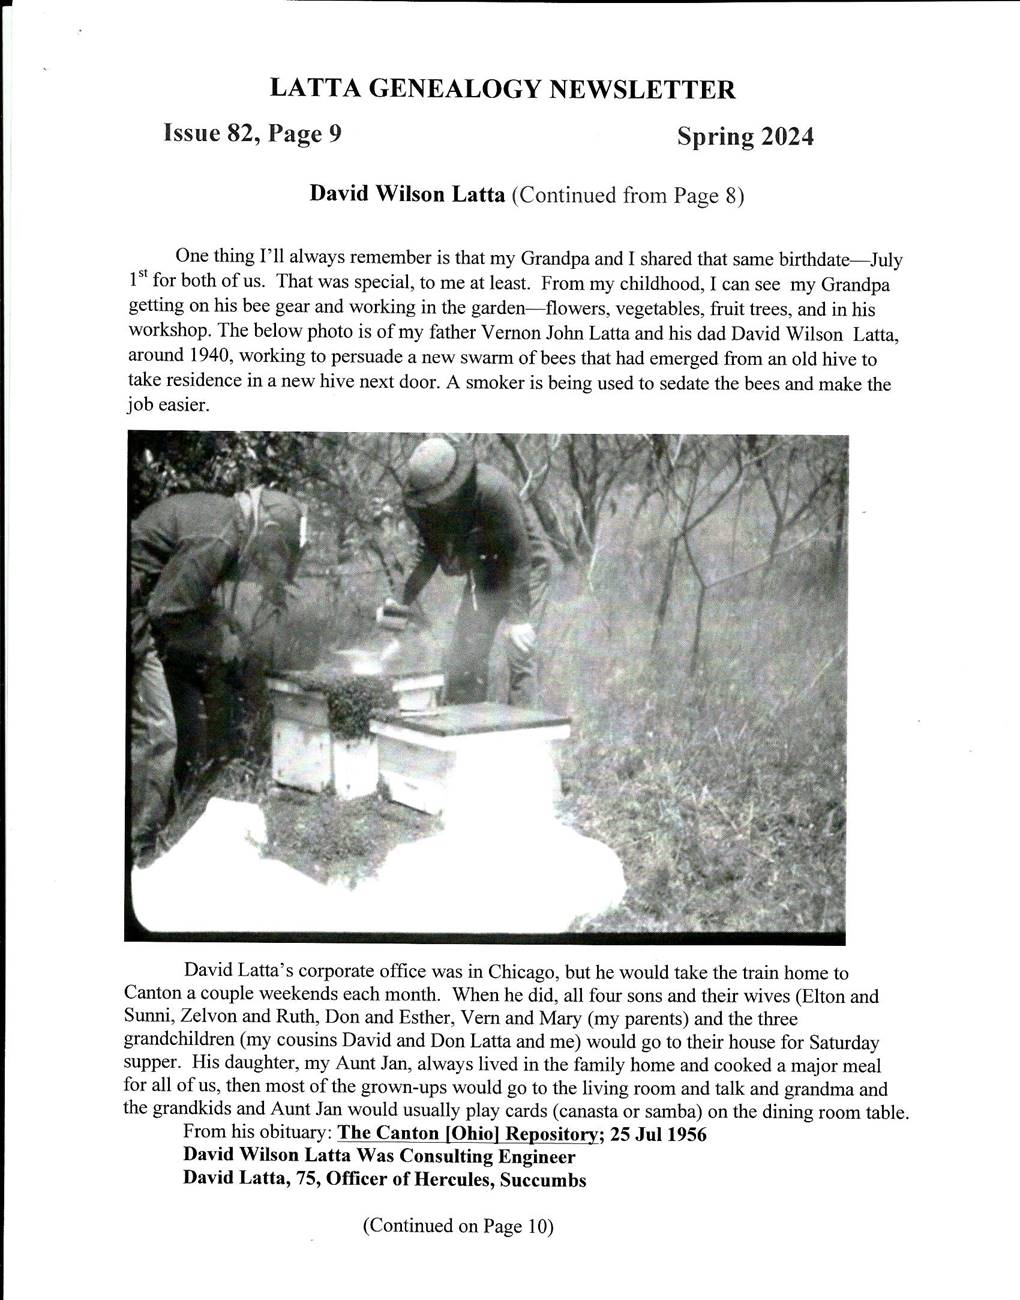 LATTA GENEALOGY NEWSLETTER
Issue 82, Page 9 Spring 2024
David Wilson Latta (Continued from Page 8)
One thing I'll always remember is that my Grandpa and I shared that same birthdate—July
1st for both of us. That was special, to me at least. From my childhood, I can see my Grandpa
getting on his bee gear and working in the garden—flowers, vegetables, fruit trees, and in his
workshop. The below photo is of my father Vernon John Latta and his dad David Wilson Latta,
around 1940, working to persuade a new swarm of bees that had emerged from an old hive to
take residence in a new hive next door. A smoker is being used to sedate the bees and make the
job easier.
David Latta's corporate office was in Chicago, but he would take the train home to
Canton a couple weekends each month. When he did, all four sons and their wives (Elton and
Sunni, Zelvon and Ruth, Don and Esther, Vern and Mary (my parents) and the three
grandchildren (my cousins David and Don Latta and me) would go to their house for Saturday
supper. His daughter, my Aunt Jan, always lived in the family home and cooked a major meal
for all of us, then most of the grown-ups would go to the living room and talk and grandma and
the grandkids and Aunt Jan would usually play cards (canasta or samba) on the dining room table.
From his obituary: The Canton [Ohio] Repository; 25 Jul 1956
David Wilson Latta Was Consulting Engineer
David Latta, 75, Officer of Hercules, Succumbs
(Continued on Page 10)